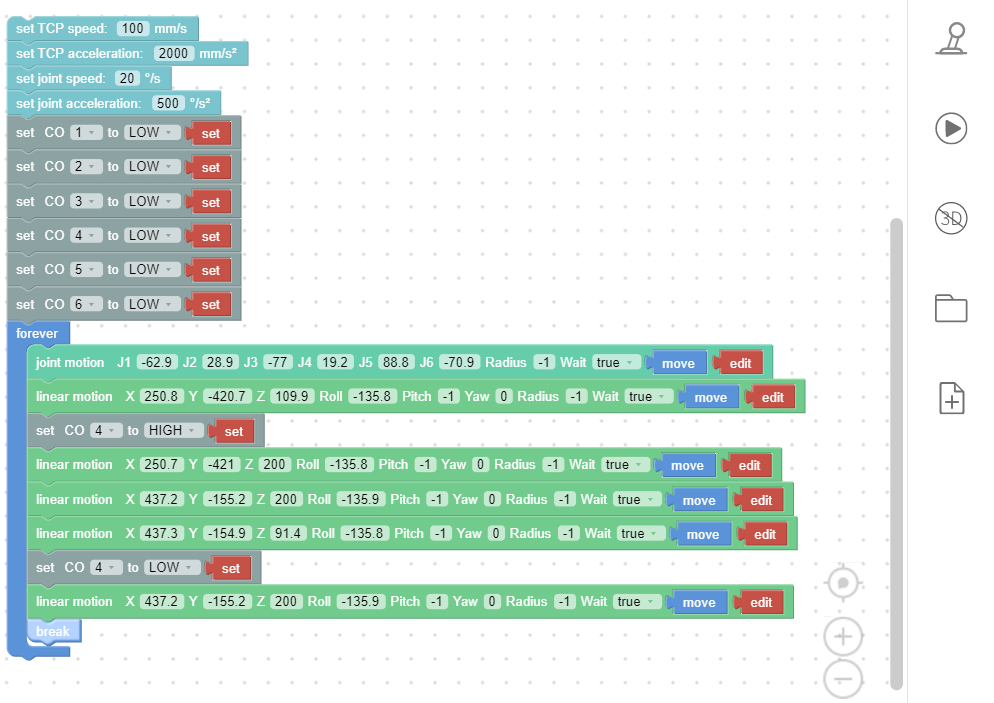 set TCP speed: 100 mm/s
set TCP acceleration: 2000 mm/s²
set joint speed: 20 °/s
set joint acceleration: 500 °/s²
set CO 1 to LOW set
set CO 2 to LOW set
set CO 3 to LOW set
set CO 4 to LOW set
set CO 5 to LOW set
set CO 6 to LOW set
forever
joint motion J1 -62.9 J2 28.9 J3 -77 J4 19.2 J5 88.8 J6 -70.9 Radius -1 Wait true move edit
linear motion X 250.8 Y -420.7 Z 109.9 Roll -135.8 Pitch -1 Yaw 0 Radius -1 Wait true move edit
set CO 4 to HIGH set
linear motion X 250.7 Y -421 Z 200 Roll -135.8 Pitch -1 Yaw 0 Radius -1 Wait true move edit
linear motion X 437.2 Y -155.2 Z 200 Roll -135.9 Pitch -1 Yaw 0 Radius -1 Wait true move edit
linear motion X 437.3 Y -154.9 Z 91.4 Roll -135.8 Pitch -1 Yaw 0 Radius -1 Wait true move edit
set CO 4 to LOW set
linear motion X 437.2 Y -155.2 Z 200 Roll -135.9 Pitch -1 Yaw 0 Radius -1 Wait true move edit
break
3D